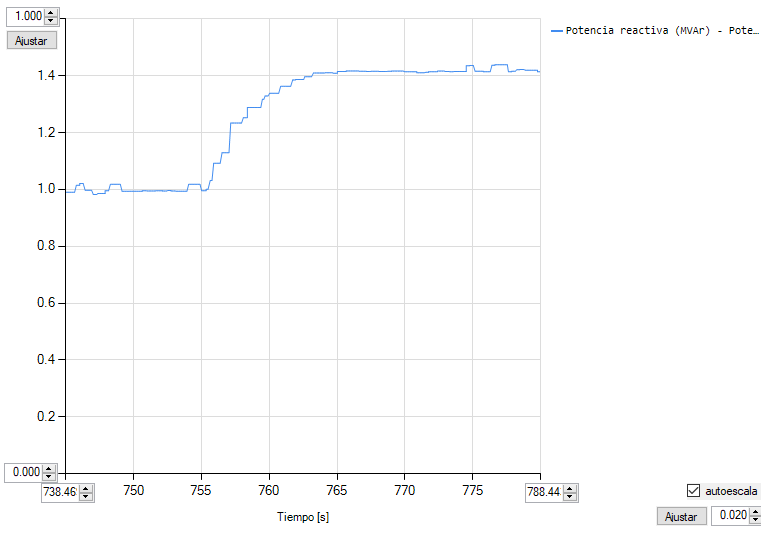 1.000
Ajustar
Potencia reactiva (MVAr) - Pote…
1.4
1.2
1.0
0.8
0.6
0.4
0.2
0.000
738.46 750 755 760 765 770 775 788.44
Tiempo [s]
autoescala
Ajustar 0.020